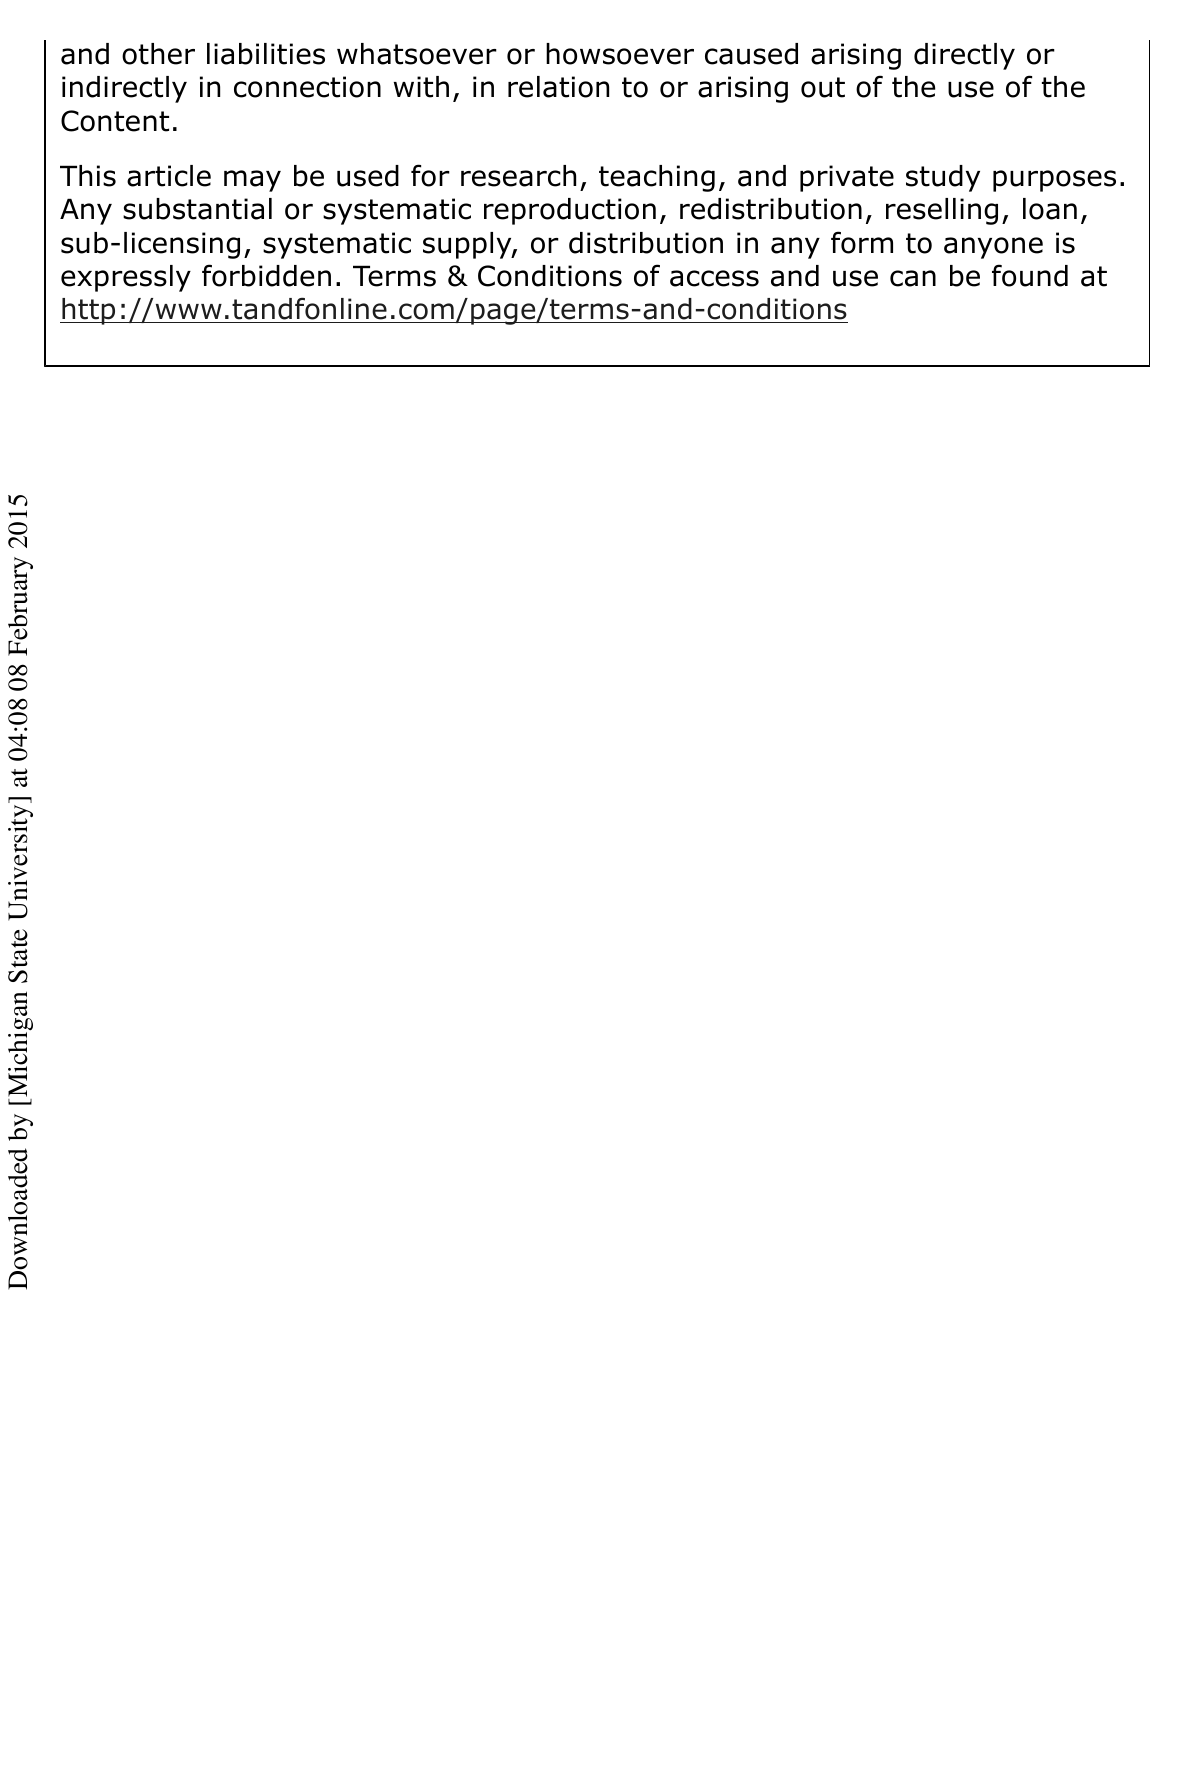 and other liabilities whatsoever or howsoever caused arising directly or
indirectly in connection with, in relation to or arising out of the use of the
Content.
This article may be used for research, teaching, and private study purposes.
Any substantial or systematic reproduction, redistribution, reselling, loan,
sub-licensing, systematic supply, or distribution in any form to anyone is
expressly forbidden. Terms & Conditions of access and use can be found at
http://www.tandfonline.com/page/terms-and-conditions
Downloaded by [Michigan State University] at 04:08 08 February 2015